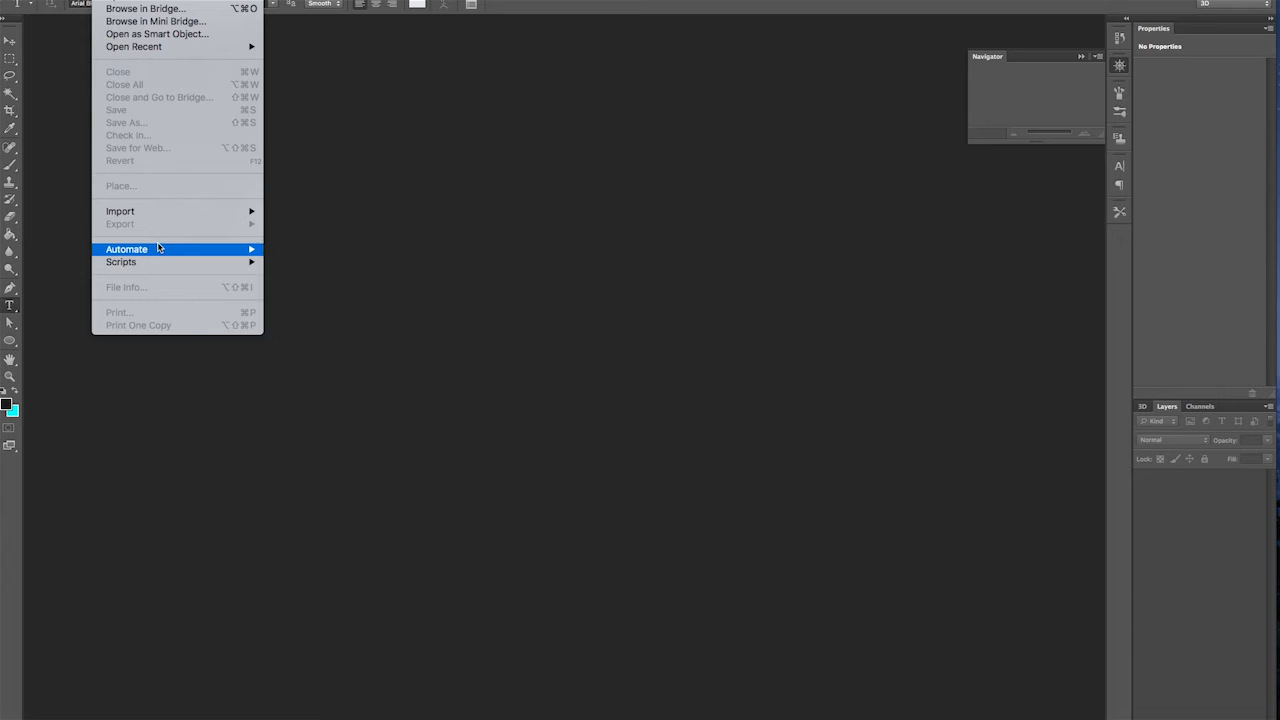 Smooth
3D
Browse in Bridge... ⌥⌘O
Browse in Mini Bridge...
Open as Smart Object...
Open Recent
Close ⌘W
Close All ⌥⌘W
Close and Go to Bridge... ⇧⌘W
Save ⌘S
Save As... ⇧⌘S
Check In...
Save for Web... ⌥⇧⌘S
Revert F12
Place...
Import
Export
Automate
Scripts
File Info... ⌥⇧⌘I
Print... ⌘P
Print One Copy ⌥⇧⌘P
Navigator
Properties
No Properties
3D Layers Channels
Kind
Normal Opacity:
Lock: Fill: